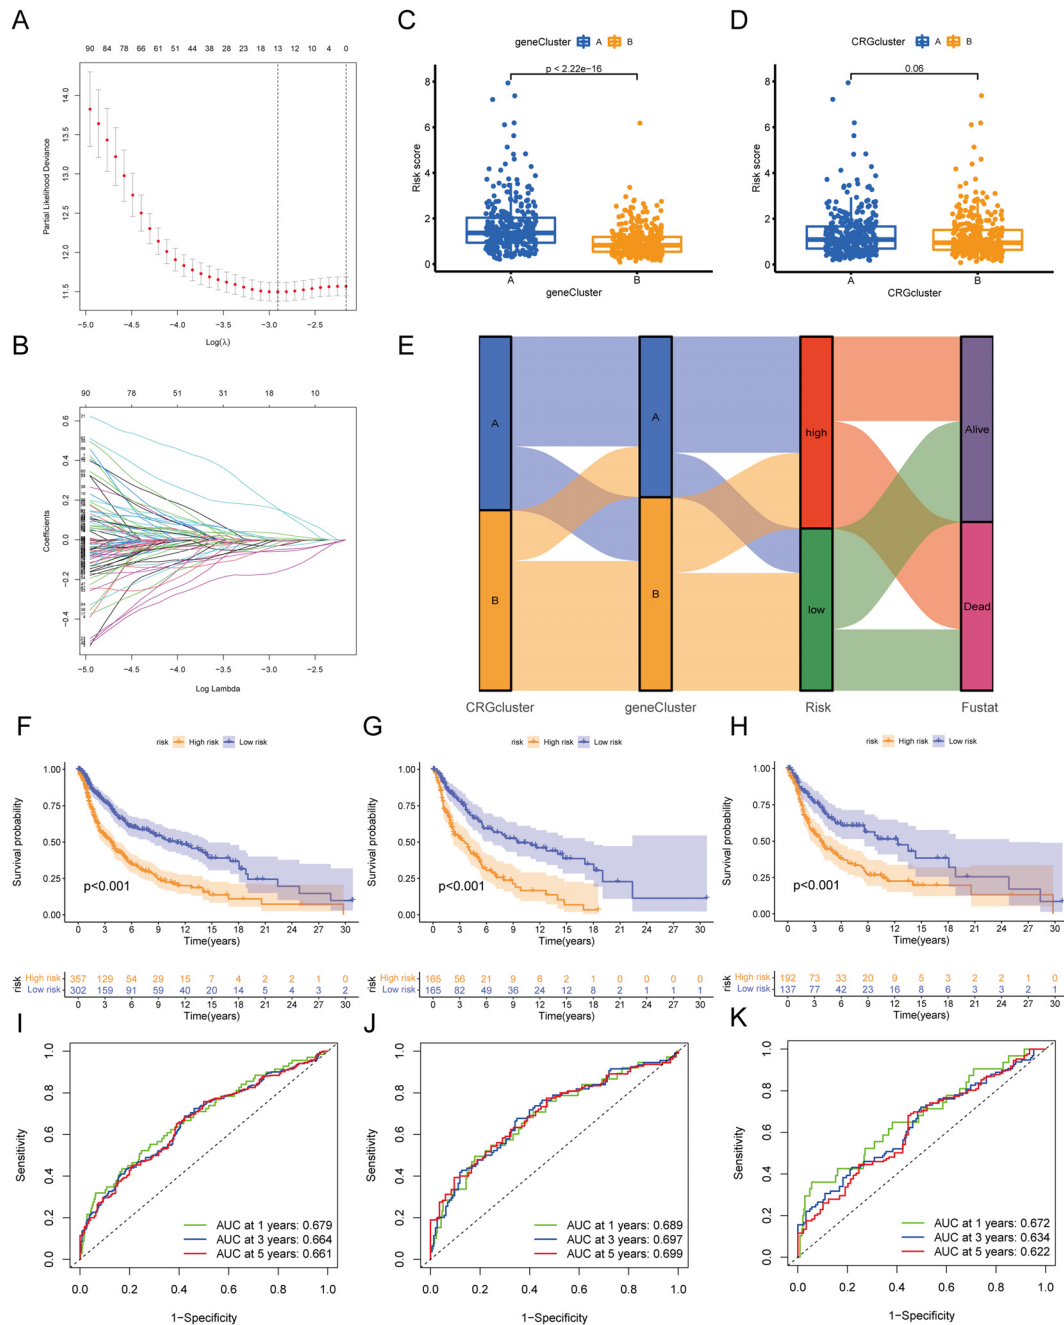 A
90 84 78 66 61 51 44 38 28 23 18 13 12 10 4 0
Partial Likelihood Deviance
14.0
13.5
13.0
12.5
12.0
11.5
−5.0 −4.5 −4.0 −3.5 −3.0 −2.5
Log(λ)
B
90 78 51 31 18 10
Coefficients
0.6
0.4
0.2
0.0
−0.2
−0.4
−5.0 −4.5 −4.0 −3.5 −3.0 −2.5
Log Lambda
C
geneCluster A B
p < 2.22e−16
Risk score
8
6
4
2
0
A B
geneCluster
D
CRGcluster A B
0.06
Risk score
8
6
4
2
0
A B
CRGcluster
E
A A high Alive
B B low Dead
CRGcluster geneCluster Risk Fustat
F
risk High risk Low risk
Survival probability
1.00
0.75
0.50
0.25
0.00
p<0.001
0 3 6 9 12 15 18 21 24 27 30
Time(years)
risk
High risk 357 129 54 29 15 7 4 2 2 1 0
Low risk 302 159 91 59 40 20 14 5 4 3 2
0 3 6 9 12 15 18 21 24 27 30
Time(years)
G
risk High risk Low risk
Survival probability
1.00
0.75
0.50
0.25
0.00
p<0.001
0 3 6 9 12 15 18 21 24 27 30
Time(years)
risk
High risk 165 56 21 9 6 2 1 0 0 0 0
Low risk 165 82 49 36 24 12 8 2 1 1 1
0 3 6 9 12 15 18 21 24 27 30
Time(years)
H
risk High risk Low risk
Survival probability
1.00
0.75
0.50
0.25
0.00
p<0.001
0 3 6 9 12 15 18 21 24 27 30
Time(years)
risk
High risk 192 73 33 20 9 5 3 2 2 1 0
Low risk 137 77 42 23 16 8 6 3 3 2 1
0 3 6 9 12 15 18 21 24 27 30
Time(years)
I
Sensitivity
1.0
0.8
0.6
0.4
0.2
0.0
AUC at 1 years: 0.679
AUC at 3 years: 0.664
AUC at 5 years: 0.661
0.0 0.2 0.4 0.6 0.8 1.0
1−Specificity
J
Sensitivity
1.0
0.8
0.6
0.4
0.2
0.0
AUC at 1 years: 0.689
AUC at 3 years: 0.697
AUC at 5 years: 0.699
0.0 0.2 0.4 0.6 0.8 1.0
1−Specificity
K
Sensitivity
1.0
0.8
0.6
0.4
0.2
0.0
AUC at 1 years: 0.672
AUC at 3 years: 0.634
AUC at 5 years: 0.622
0.0 0.2 0.4 0.6 0.8 1.0
1−Specificity